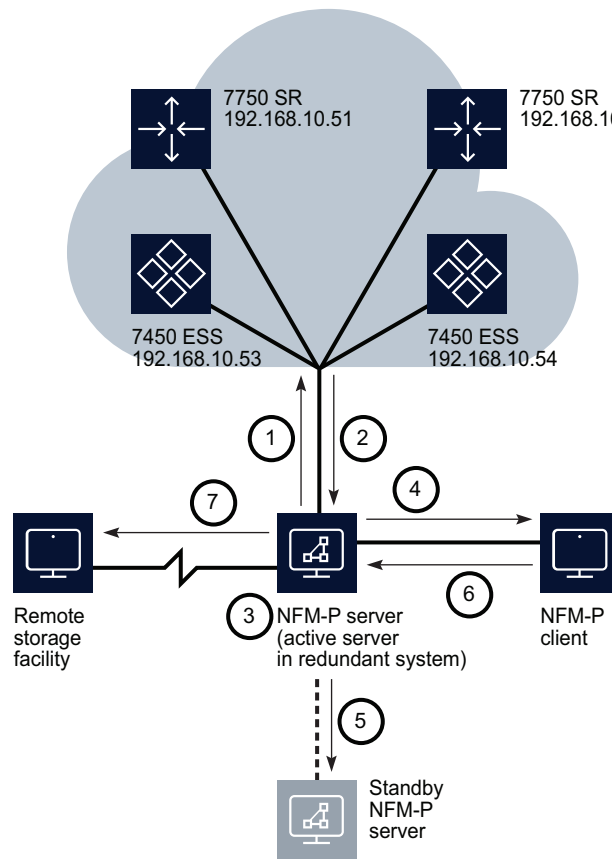 7750 SR
192.168.10.51
7750 SR
7450 ESS
192.168.10.53
7450 ESS
192.168.10.54
1
2
7
4
3
6
Remote
storage
facility
NFM-P server
(active server
in redundant system)
NFM-P
client
5
Standby
NFM-P
server